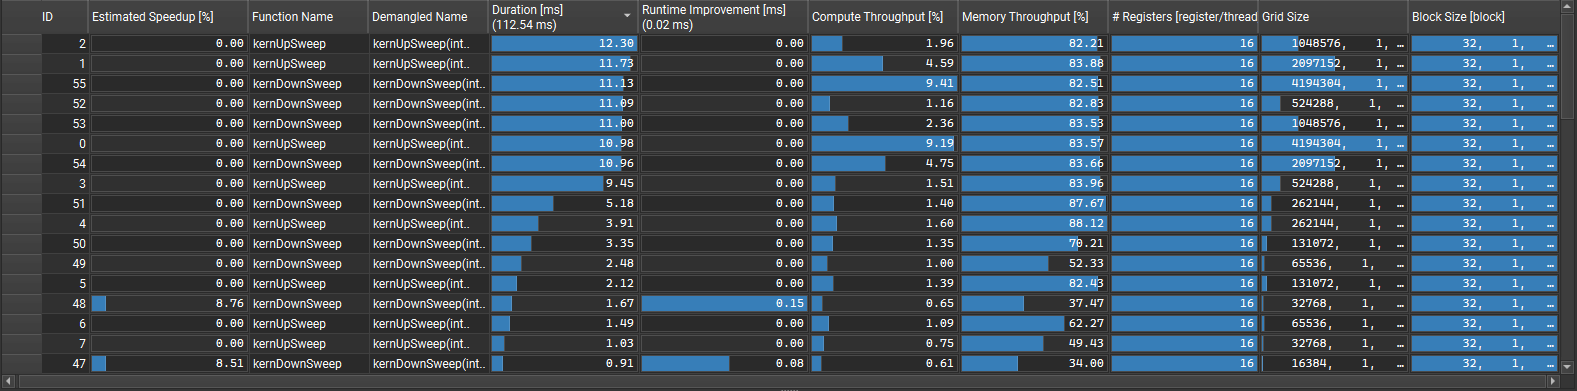 ID Estimated Speedup [%] Function Name Demangled Name Duration [ms] (112.54 ms) Runtime Improvement [ms] (0.02 ms) Compute Throughput [%] Memory Throughput [%] # Registers [register/thread Grid Size Block Size [block]
2 0.00 kernUpSweep kernUpSweep(int.. 12.30 0.00 1.96 82.21 16 1048576, 1, … 32, 1, …
1 0.00 kernUpSweep kernUpSweep(int.. 11.73 0.00 4.59 83.88 16 2097152, 1, … 32, 1, …
55 0.00 kernDownSweep kernDownSweep(int.. 11.13 0.00 9.41 82.51 16 4194304, 1, … 32, 1, …
52 0.00 kernDownSweep kernDownSweep(int.. 11.09 0.00 1.16 82.83 16 524288, 1, … 32, 1, …
53 0.00 kernDownSweep kernDownSweep(int.. 11.00 0.00 2.36 83.53 16 1048576, 1, … 32, 1, …
0 0.00 kernUpSweep kernUpSweep(int.. 10.98 0.00 9.19 83.57 16 4194304, 1, … 32, 1, …
54 0.00 kernDownSweep kernDownSweep(int.. 10.96 0.00 4.75 83.66 16 2097152, 1, … 32, 1, …
3 0.00 kernUpSweep kernUpSweep(int.. 9.45 0.00 1.51 83.96 16 524288, 1, … 32, 1, …
51 0.00 kernDownSweep kernDownSweep(int.. 5.18 0.00 1.40 87.67 16 262144, 1, … 32, 1, …
4 0.00 kernUpSweep kernUpSweep(int.. 3.91 0.00 1.60 88.12 16 262144, 1, … 32, 1, …
50 0.00 kernDownSweep kernDownSweep(int.. 3.35 0.00 1.35 70.21 16 131072, 1, … 32, 1, …
49 0.00 kernDownSweep kernDownSweep(int.. 2.48 0.00 1.00 52.33 16 65536, 1, … 32, 1, …
5 0.00 kernUpSweep kernUpSweep(int.. 2.12 0.00 1.39 82.43 16 131072, 1, … 32, 1, …
48 8.76 kernDownSweep kernDownSweep(int.. 1.67 0.15 0.65 37.47 16 32768, 1, … 32, 1, …
6 0.00 kernUpSweep kernUpSweep(int.. 1.49 0.00 1.09 62.27 16 65536, 1, … 32, 1, …
7 0.00 kernUpSweep kernUpSweep(int.. 1.03 0.00 0.75 49.43 16 32768, 1, … 32, 1, …
47 8.51 kernDownSweep kernDownSweep(int.. 0.91 0.08 0.61 34.00 16 16384, 1, … 32, 1, …